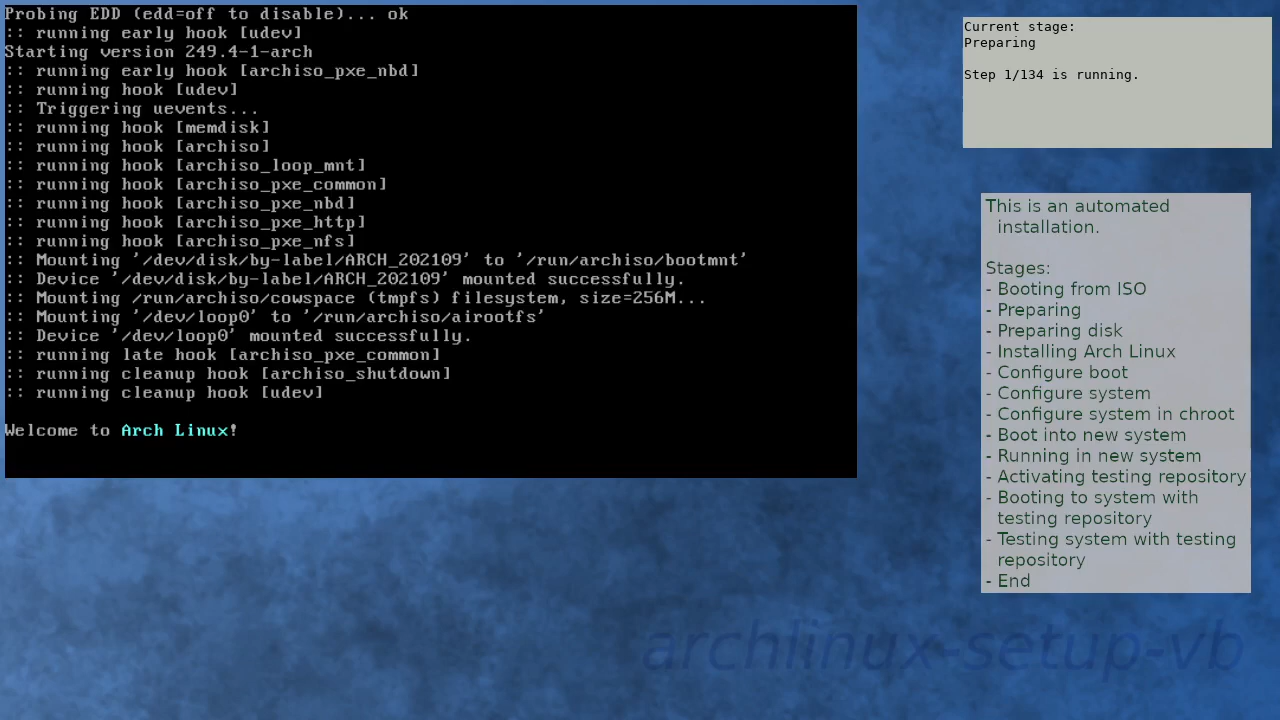 Probing EDD (edd=off to disable)... ok
:: running early hook [udev]
Starting version 249.4-1-arch
:: running early hook [archiso_pxe_nbd]
:: running hook [udev]
:: Triggering uevents...
:: running hook [memdisk]
:: running hook [archiso]
:: running hook [archiso_loop_mnt]
:: running hook [archiso_pxe_common]
:: running hook [archiso_pxe_nbd]
:: running hook [archiso_pxe_http]
:: running hook [archiso_pxe_nfs]
:: Mounting '/dev/disk/by-label/ARCH_202109' to '/run/archiso/bootmnt'
:: Device '/dev/disk/by-label/ARCH_202109' mounted successfully.
:: Mounting /run/archiso/cowspace (tmpfs) filesystem, size=256M...
:: Mounting '/dev/loop0' to '/run/archiso/airootfs'
:: Device '/dev/loop0' mounted successfully.
:: running late hook [archiso_pxe_common]
:: running cleanup hook [archiso_shutdown]
:: running cleanup hook [udev]
Welcome to Arch Linux!
Current stage:
Preparing
Step 1/134 is running.
This is an automated
installation.
Stages:
- Booting from ISO
- Preparing
- Preparing disk
- Installing Arch Linux
- Configure boot
- Configure system
- Configure system in chroot
- Boot into new system
- Running in new system
- Activating testing repository
- Booting to system with
testing repository
- Testing system with testing
repository
- End
archlinux-setup-vb